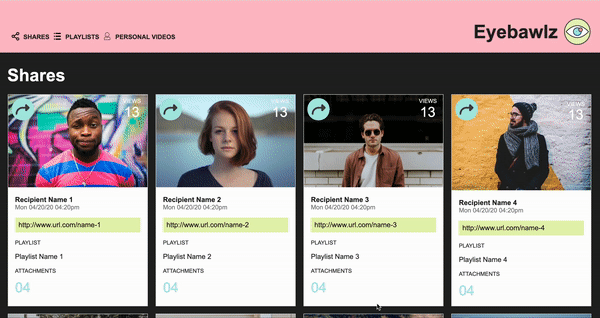 Eyebawlz
SHARES PLAYLISTS PERSONAL VIDEOS
Shares
VIEWS
13
Recipient Name 1
Mon 04/20/20 04:20pm
http://www.url.com/name-1
PLAYLIST
Playlist Name 1
ATTACHMENTS
04
VIEWS
13
Recipient Name 2
Mon 04/20/20 04:20pm
http://www.url.com/name-2
PLAYLIST
Playlist Name 2
ATTACHMENTS
04
VIEWS
13
Recipient Name 3
Mon 04/20/20 04:20pm
http://www.url.com/name-3
PLAYLIST
Playlist Name 3
ATTACHMENTS
04
VIEWS
13
Recipient Name 4
Mon 04/20/20 04:20pm
http://www.url.com/name-4
PLAYLIST
Playlist Name 4
ATTACHMENTS
04